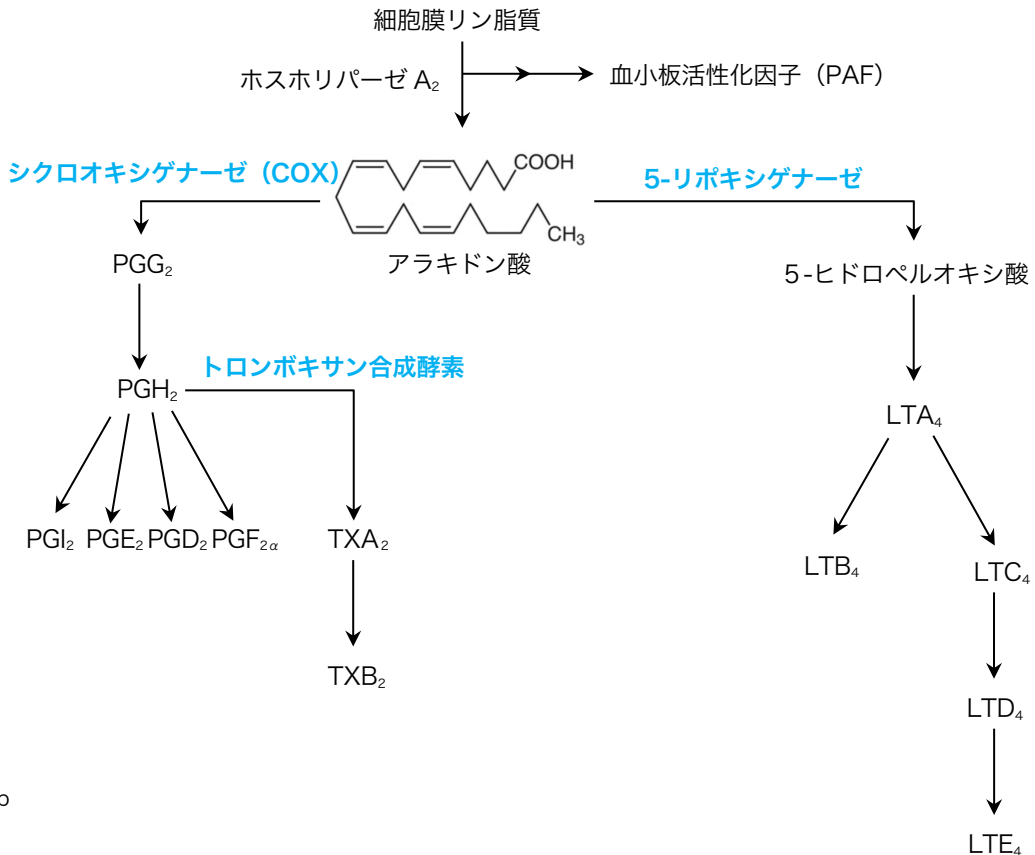 細胞膜リン脂質
ホスホリパーゼ A₂
血小板活性化因子（PAF）
シクロオキシゲナーゼ（COX）
COOH
5-リポキシゲナーゼ
CH₃
アラキドン酸
PGG₂
5-ヒドロペルオキシ酸
トロンボキサン合成酵素
PGH₂
LTA₄
PGI₂ PGE₂ PGD₂ PGF₂α
TXA₂
LTB₄
LTC₄
TXB₂
LTD₄
LTE₄